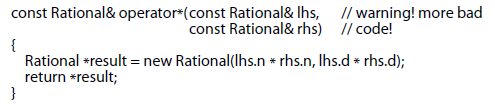 const Rational& operator*(const Rational& lhs, // warning! more bad
const Rational& rhs) // code!
{
Rational *result = new Rational(lhs.n * rhs.n, lhs.d * rhs.d);
return *result;
}